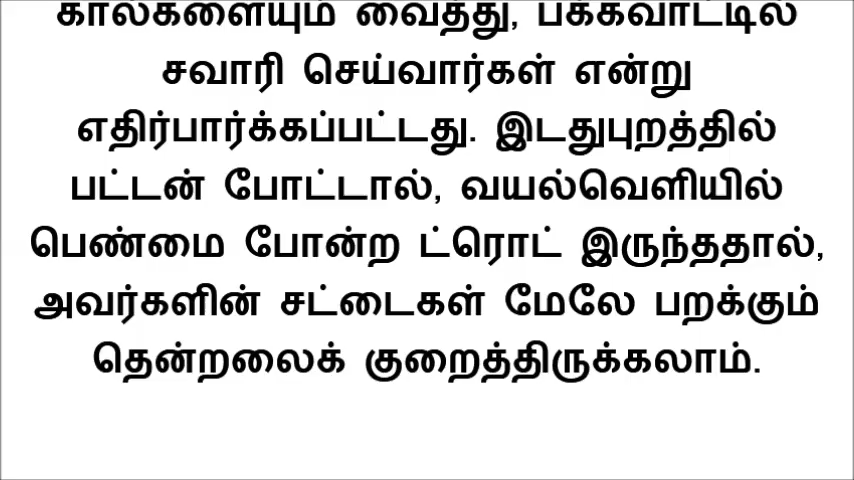 கால்களையும் வைத்து, பக்கவாட்டில்
சவாரி செய்வார்கள் என்று
எதிர்பார்க்கப்பட்டது. இடதுபுறத்தில்
பட்டன் போட்டால், வயல்வெளியில்
பெண்மை போன்ற ட்ரொட் இருந்ததால்,
அவர்களின் சட்டைகள் மேலே பறக்கும்
தென்றலைக் குறைத்திருக்கலாம்.